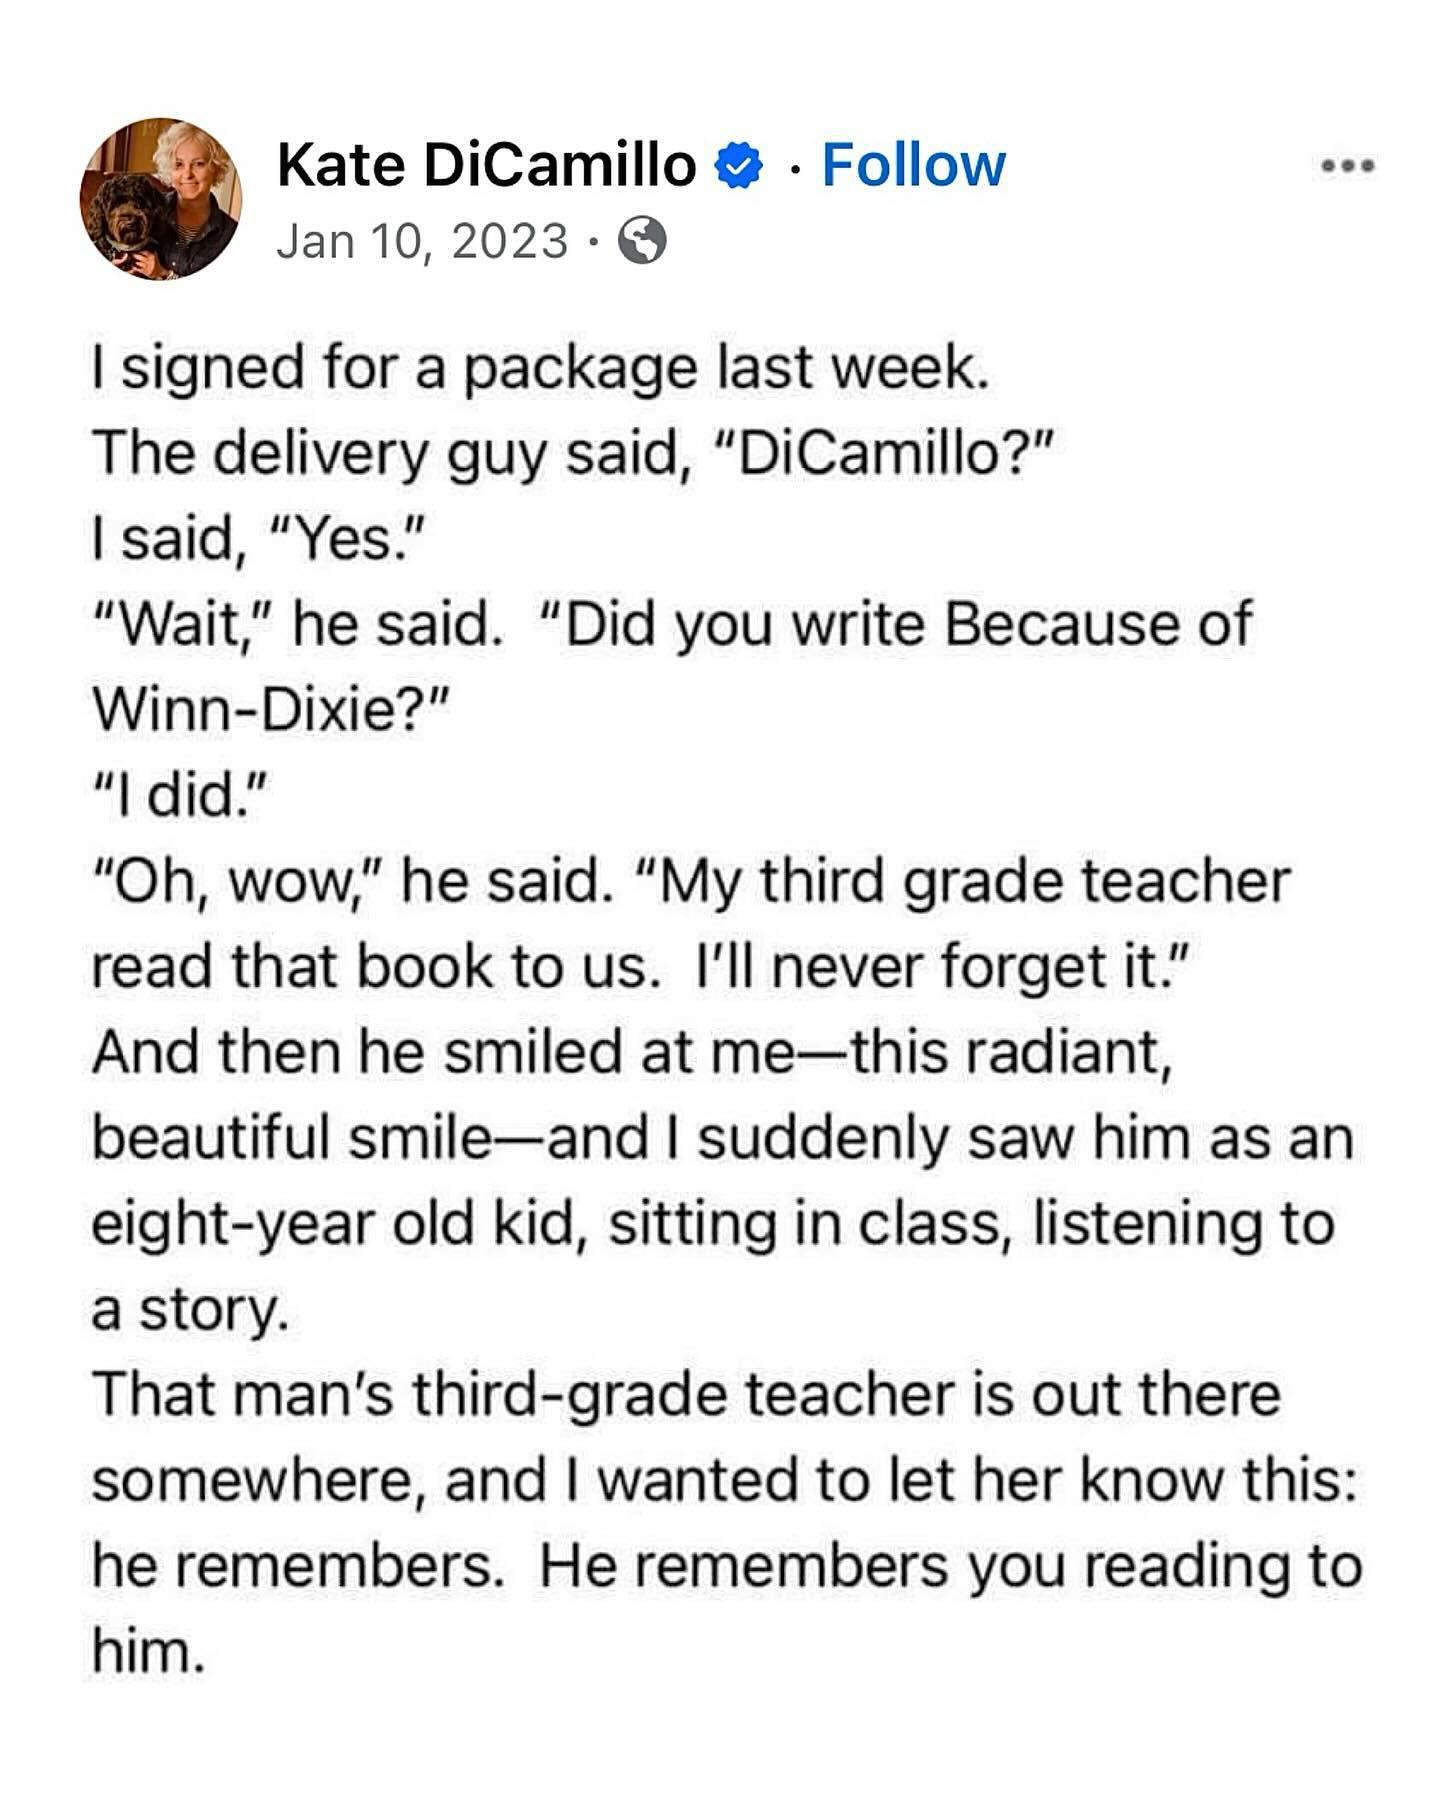 Kate DiCamillo · Follow
Jan 10, 2023 ·
I signed for a package last week.
The delivery guy said, “DiCamillo?”
I said, “Yes.”
“Wait,” he said.  “Did you write Because of
Winn-Dixie?”
“I did.”
“Oh, wow,” he said. “My third grade teacher
read that book to us.  I’ll never forget it.”
And then he smiled at me—this radiant,
beautiful smile—and I suddenly saw him as an
eight-year old kid, sitting in class, listening to
a story.
That man’s third-grade teacher is out there
somewhere, and I wanted to let her know this:
he remembers.  He remembers you reading to
him.